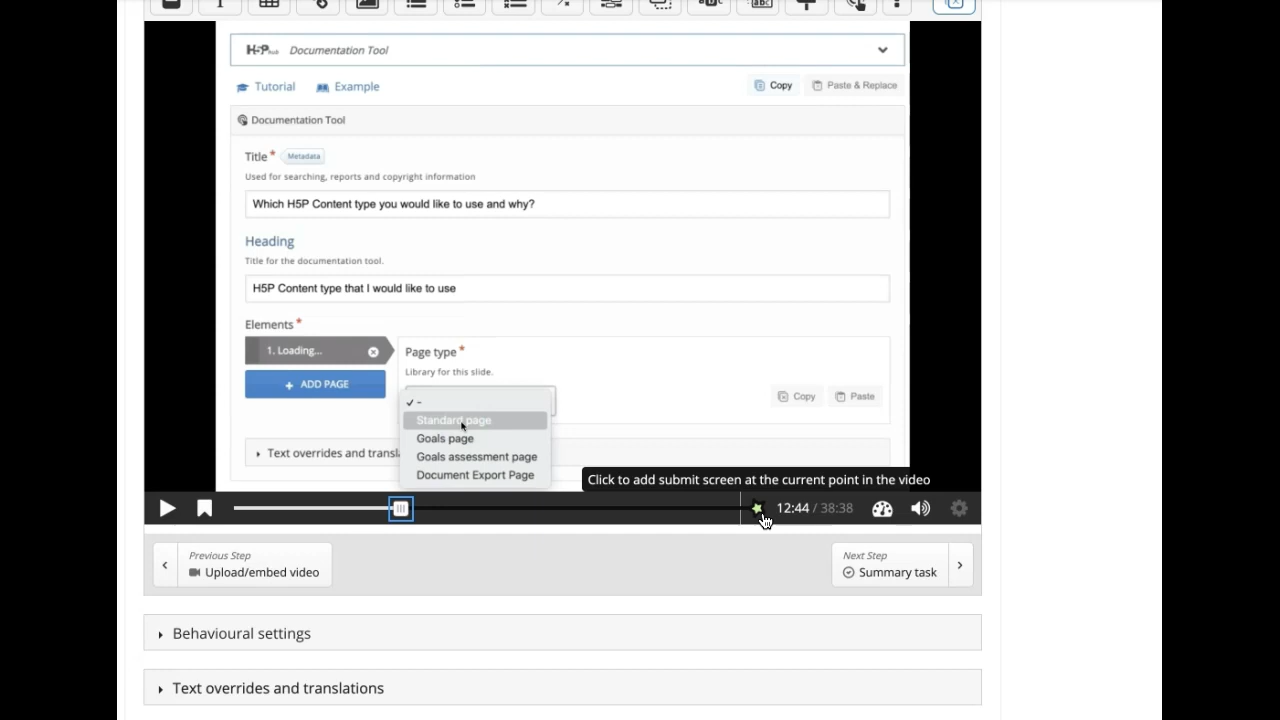 H5P hub Documentation Tool
Tutorial Example Copy Paste & Replace
Documentation Tool
Title * Metadata
Used for searching, reports and copyright information
Which H5P Content type you would like to use and why?
Heading
Title for the documentation tool.
H5P Content type that I would like to use
Elements *
1. Loading...
Page type *
Library for this slide.
+ ADD PAGE
Copy Paste
✓ -
Standard page
Goals page
Goals assessment page
Document Export Page
Text overrides and transla
Click to add submit screen at the current point in the video
12:44 / 38:38
Previous Step
Upload/embed video
Next Step
Summary task
Behavioural settings
Text overrides and translations